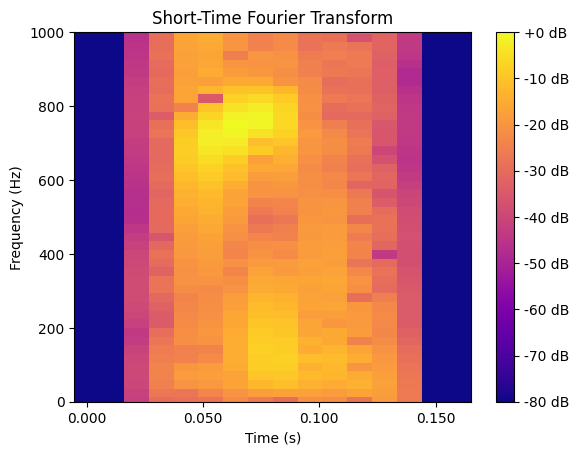 Short-Time Fourier Transform
1000
800
600
400
200
0
Frequency (Hz)
0.000
0.050
0.100
0.150
Time (s)
+0 dB
-10 dB
-20 dB
-30 dB
-40 dB
-50 dB
-60 dB
-70 dB
-80 dB